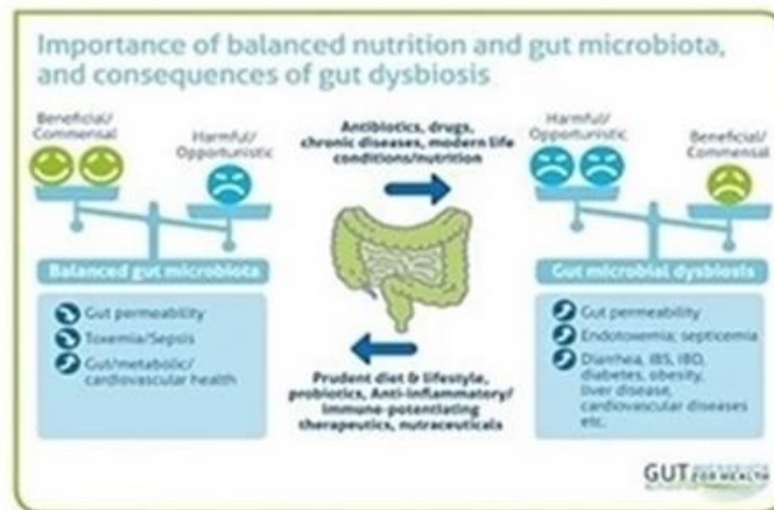 Importance of balanced nutrition and gut microbiota,
and consequences of gut dysbiosis
Beneficial/
Commensal
Harmful/
Opportunistic
Balanced gut microbiota
Gut permeability
Toxemia/Sepsis
Gut/metabolic/
cardiovascular health
Antibiotics, drugs,
chronic diseases, modern life
conditions/nutrition
Prudent diet & lifestyle,
probiotics, Anti-inflammatory/
Immune-potentiating
therapeutics, nutraceuticals
Harmful/
Opportunistic
Beneficial/
Commensal
Gut microbial dysbiosis
Gut permeability
Endotoxemia; septicemia
Diarrhea, IBS, IBD,
diabetes, obesity,
liver disease,
cardiovascular diseases
etc.
GUT MICROBIOTA
FOR HEALTH